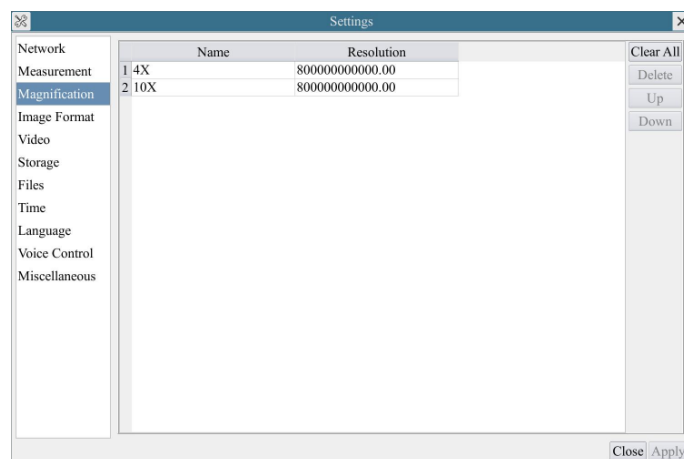 Settings
Network
Measurement
Magnification
Image Format
Video
Storage
Files
Time
Language
Voice Control
Miscellaneous
Name Resolution
1 4X 800000000000.00
2 10X 800000000000.00
Clear All
Delete
Up
Down
Close Apply